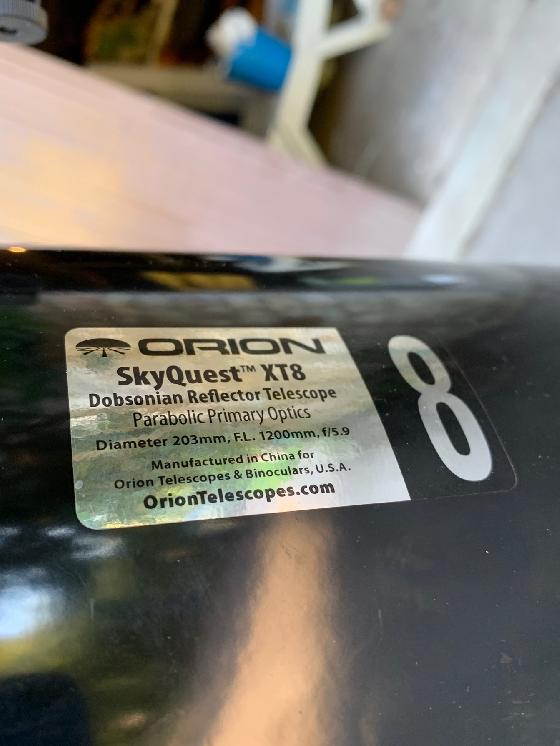 ORION
SkyQuest™ XT8
Dobsonian Reflector Telescope
Parabolic Primary Optics
Diameter 203mm, F.L. 1200mm, f/5.9
Manufactured in China for
Orion Telescopes & Binoculars, U.S.A.
OrionTelescopes.com
8